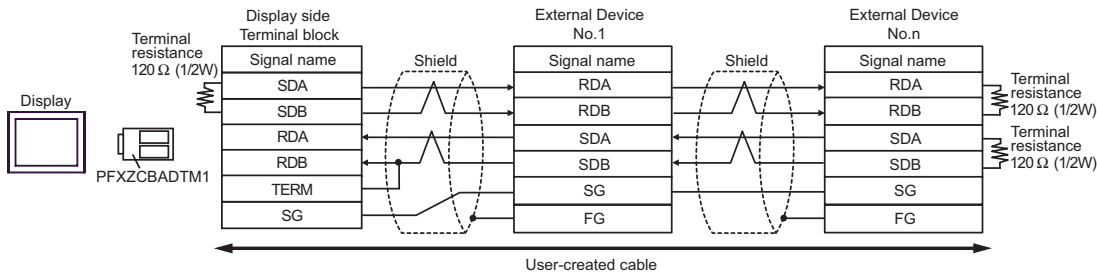 Display side
Terminal block
External Device
No.1
External Device
No.n
Terminal
resistance
120 Ω (1/2W)
Signal name
Shield
Signal name
Shield
Signal name
SDA
RDA
RDA
Terminal
resistance
120 Ω (1/2W)
Display
SDB
RDB
RDB
RDA
SDA
SDA
Terminal
resistance
120 Ω (1/2W)
RDB
SDB
SDB
PFXZCBADTM1
TERM
SG
SG
SG
FG
FG
User-created cable